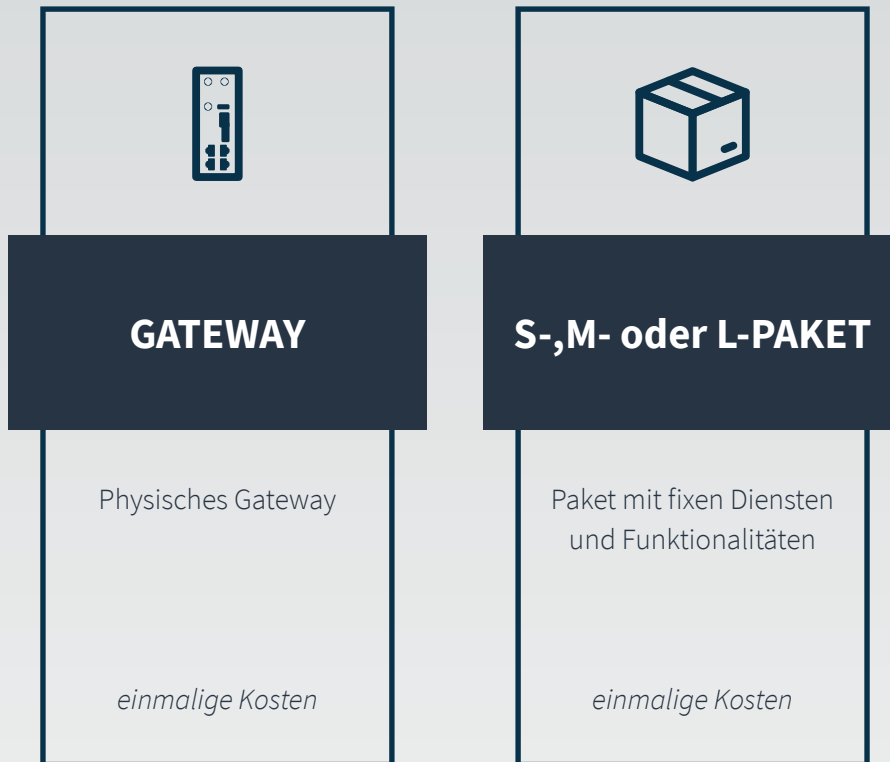 GATEWAY
Physisches Gateway
einmalige Kosten
S-,M- oder L-PAKET
Paket mit fixen Diensten
und Funktionalitäten
einmalige Kosten